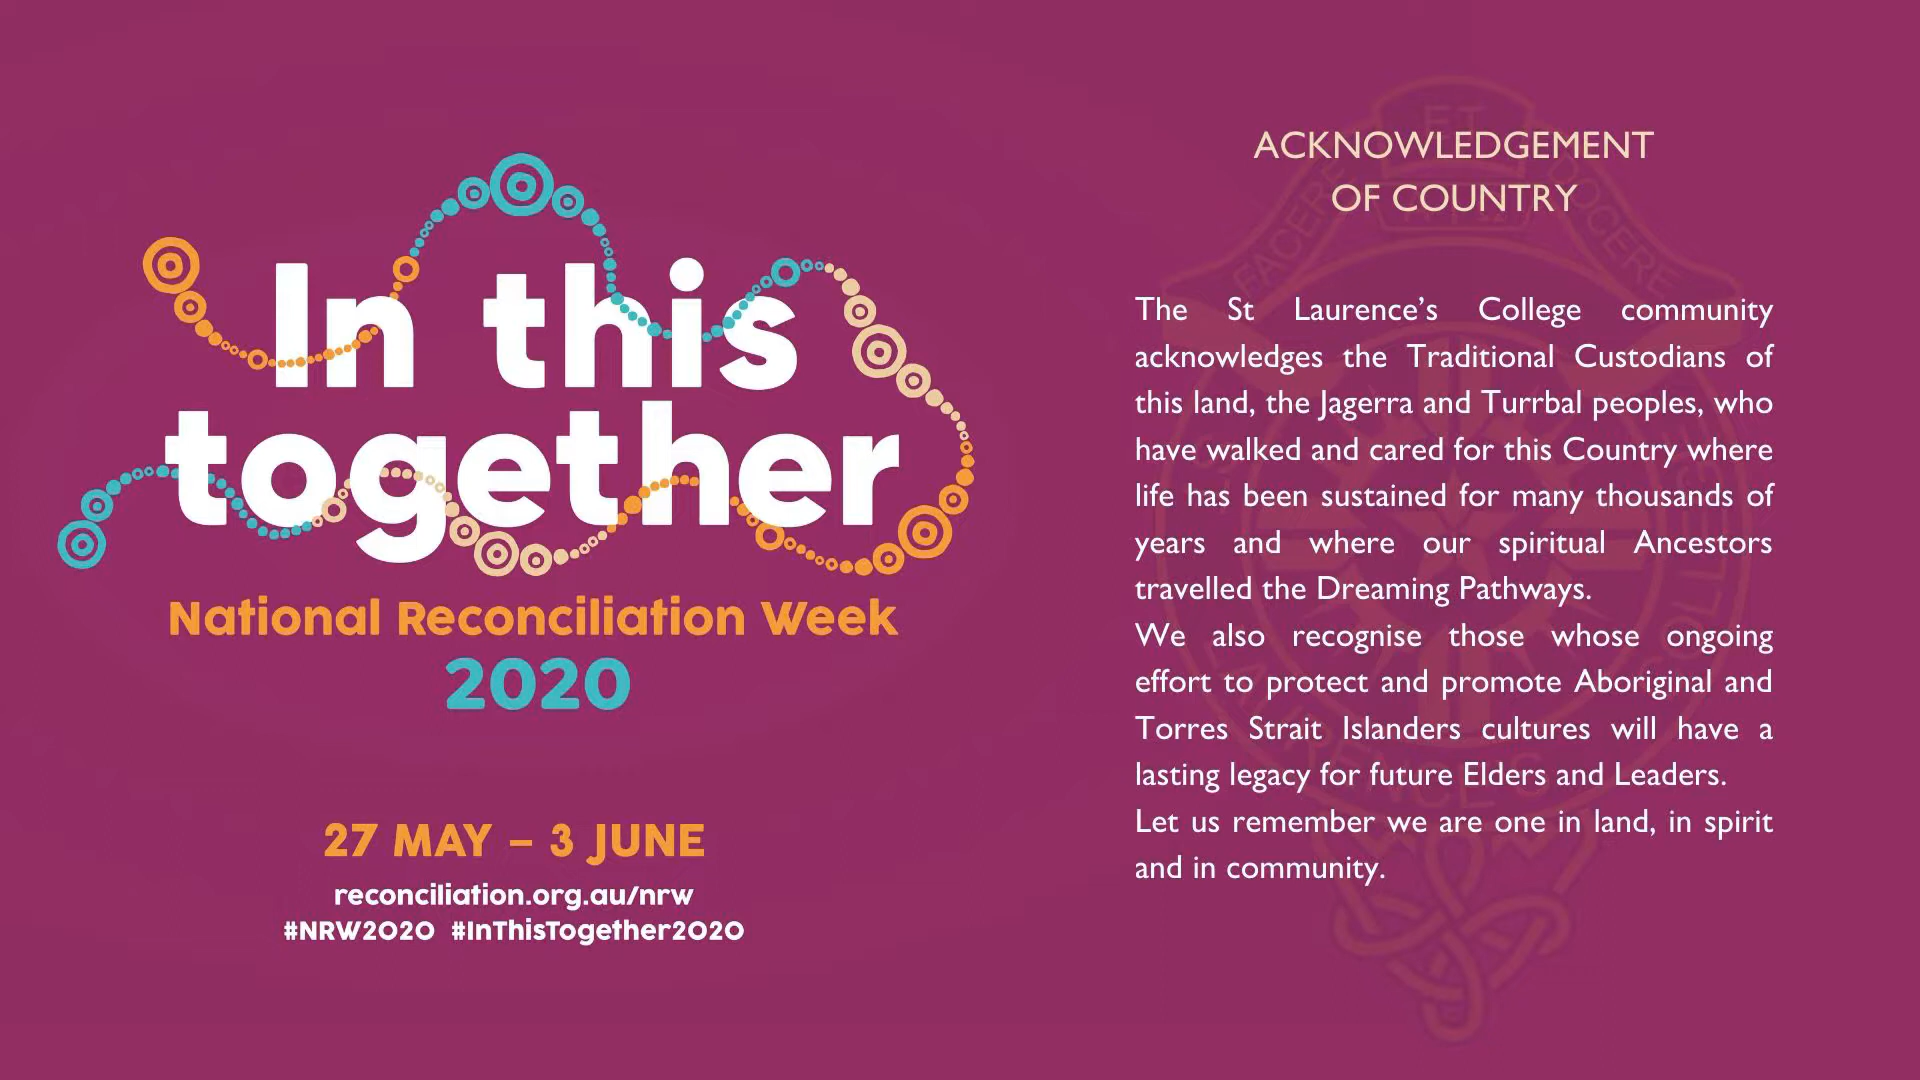 In this
together
National Reconciliation Week
2020
27 MAY – 3 JUNE
reconciliation.org.au/nrw
#NRW2020 #InThisTogether2020
ACKNOWLEDGEMENT
OF COUNTRY
The St Laurence’s College community
acknowledges the Traditional Custodians of
this land, the Jagerra and Turrbal peoples, who
have walked and cared for this Country where
life has been sustained for many thousands of
years and where our spiritual Ancestors
travelled the Dreaming Pathways.
We also recognise those whose ongoing
effort to protect and promote Aboriginal and
Torres Strait Islanders cultures will have a
lasting legacy for future Elders and Leaders.
Let us remember we are one in land, in spirit
and in community.
FACERE ET DOCERE